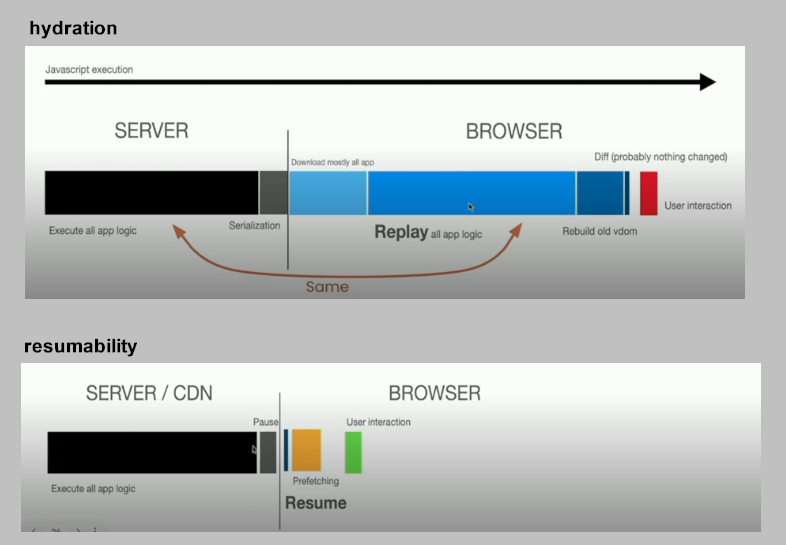 hydration
Javascript execution
SERVER
BROWSER
Download mostly all app
Diff (probably nothing changed)
User interaction
Execute all app logic
Serialization
Replay all app logic
Rebuild old vdom
Same
resumability
SERVER / CDN
BROWSER
Pause
User interaction
Execute all app logic
Prefetching
Resume